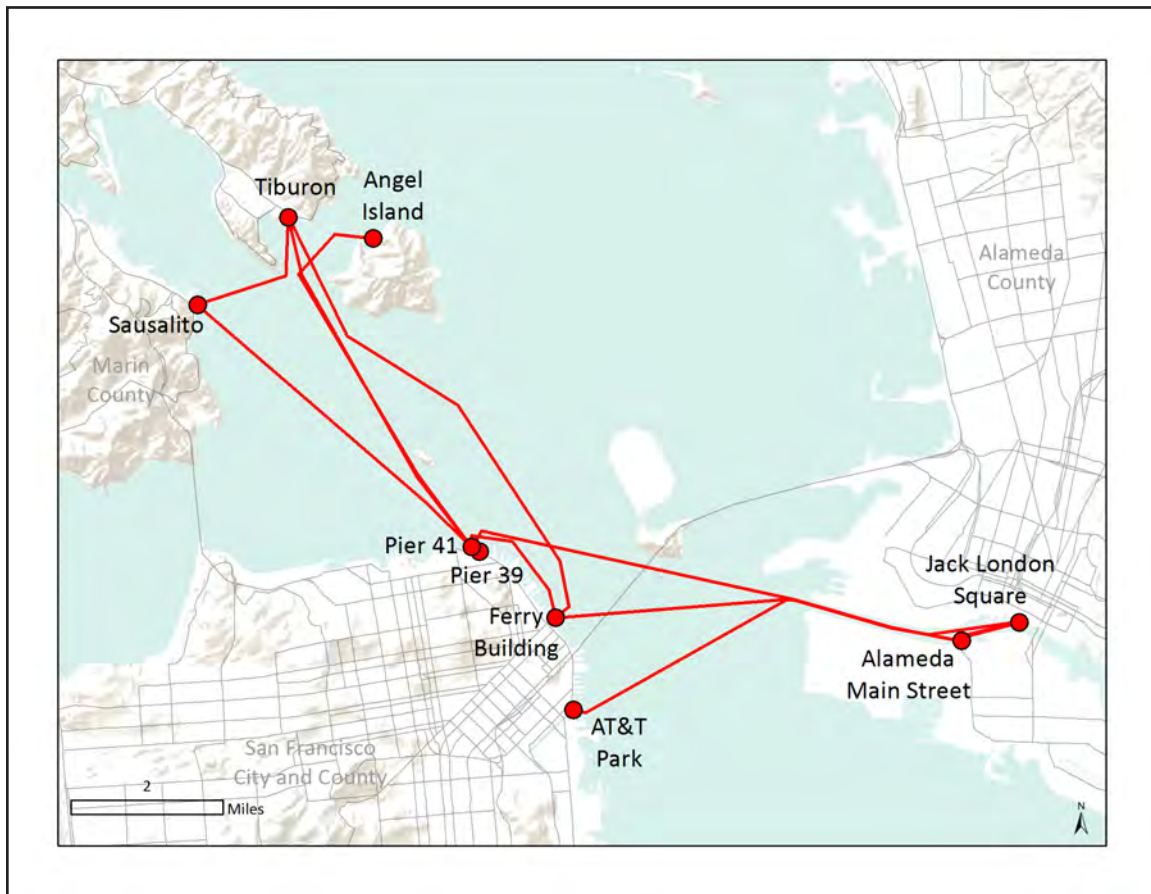 Tiburon
Angel
Island
Alameda
County
Sausalito
Marin
County
Pier 41
Pier 39
Jack London
Square
Ferry
Building
Alameda
Main Street
AT&T
Park
San Francisco
City and County
2
Miles
N